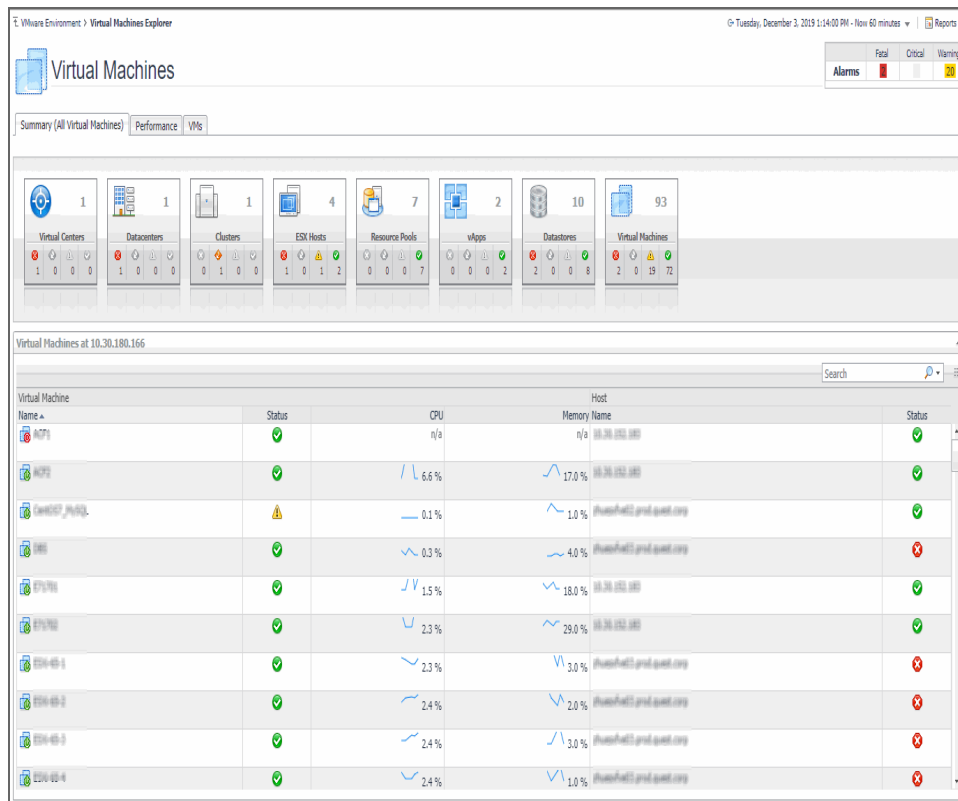 VMware Environment > Virtual Machines Explorer
Tuesday, December 3, 2019 1:14:00 PM - Now 60 minutes
Reports
Virtual Machines
Fatal Critical Warning
Alarms 2 20
Summary (All Virtual Machines) Performance VMs
1 1 1 4 7 2 10 93
Virtual Centers Datacenters Clusters ESX Hosts Resource Pools vApps Datastores Virtual Machines
1 0 0 0 1 0 0 0 0 1 0 0 1 0 1 2 0 0 0 7 0 0 0 2 2 0 0 8 2 0 19 72
Virtual Machines at 10.30.180.166
Search
Virtual Machine Host
Name Status CPU Memory Name Status
n/a n/a
6.6 % 17.0 %
0.1 % 1.0 %
0.3 % 4.0 %
1.5 % 18.0 %
2.3 % 29.0 %
2.3 % 3.0 %
2.4 % 2.0 %
2.4 % 3.0 %
2.4 % 1.0 %